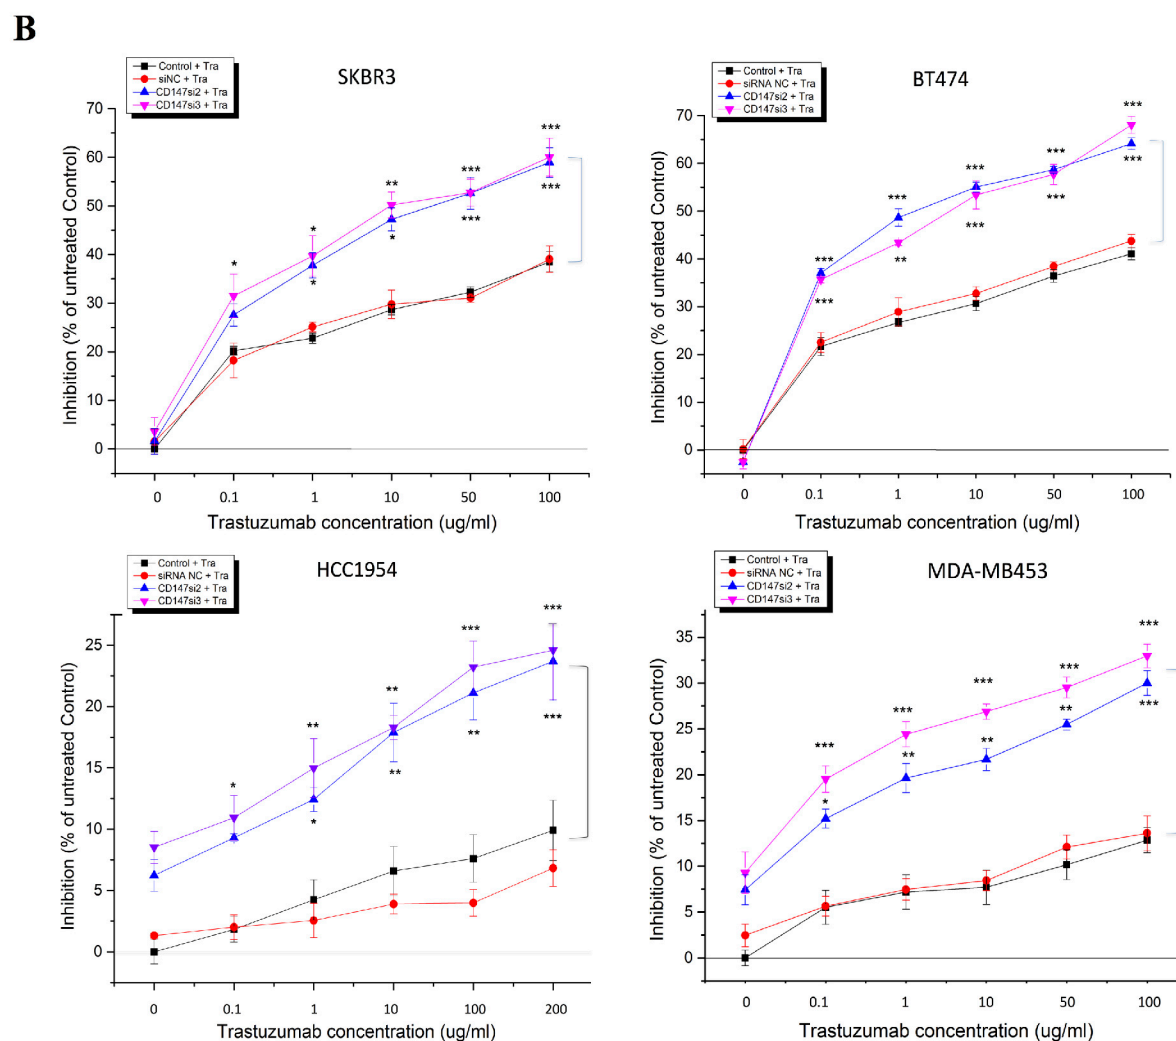 B
SKBR3
Control + Tra
siNC + Tra
CD147si2 + Tra
CD147si3 + Tra
Inhibition (% of untreated Control)
70
60
50
40
30
20
10
0
***
***
***
***
**
*
*
*
*
0 0.1 1 10 50 100
Trastuzumab concentration (ug/ml)
BT474
Control + Tra
siRNA NC + Tra
CD147si2 + Tra
CD147si3 + Tra
Inhibition (% of untreated Control)
70
60
50
40
30
20
10
0
***
***
***
***
***
***
***
**
***
***
0 0.1 1 10 50 100
Trastuzumab concentration (ug/ml)
HCC1954
Control + Tra
siRNA NC + Tra
CD147si2 + Tra
CD147si3 + Tra
Inhibition (% of untreated Control)
25
20
15
10
5
0
***
***
***
**
**
**
**
*
*
0 0.1 1 10 100 200
Trastuzumab concentration (ug/ml)
MDA-MB453
Control + Tra
siRNA NC + Tra
CD147si2 + Tra
CD147si3 + Tra
Inhibition (% of untreated Control)
35
30
25
20
15
10
5
0
***
***
***
**
***
**
***
**
***
*
0 0.1 1 10 50 100
Trastuzumab concentration (ug/ml)